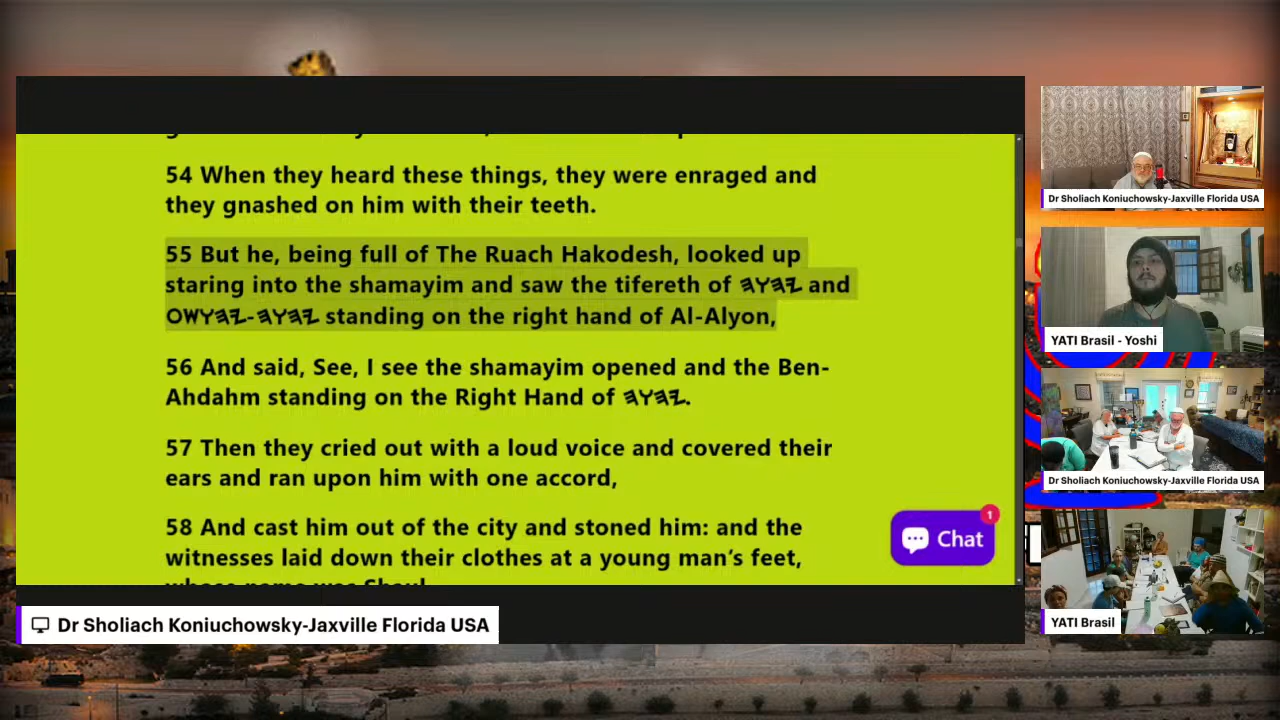 54 When they heard these things, they were enraged and
they gnashed on him with their teeth.
55 But he, being full of The Ruach Hakodesh, looked up
staring into the shamayim and saw the tifereth of 𐤉𐤄𐤅𐤄 and
𐤉𐤄𐤅𐤄-𐤉𐤄𐤅𐤔𐤏 standing on the right hand of Al-Alyon,
56 And said, See, I see the shamayim opened and the Ben-
Ahdahm standing on the Right Hand of 𐤉𐤄𐤅𐤄.
57 Then they cried out with a loud voice and covered their
ears and ran upon him with one accord,
58 And cast him out of the city and stoned him: and the
witnesses laid down their clothes at a young man's feet,
whose name was Shaul
Chat
1
Dr Sholiach Koniuchowsky-Jaxville Florida USA
Dr Sholiach Koniuchowsky-Jaxville Florida USA
YATI Brasil - Yoshi
Dr Sholiach Koniuchowsky-Jaxville Florida USA
YATI Brasil